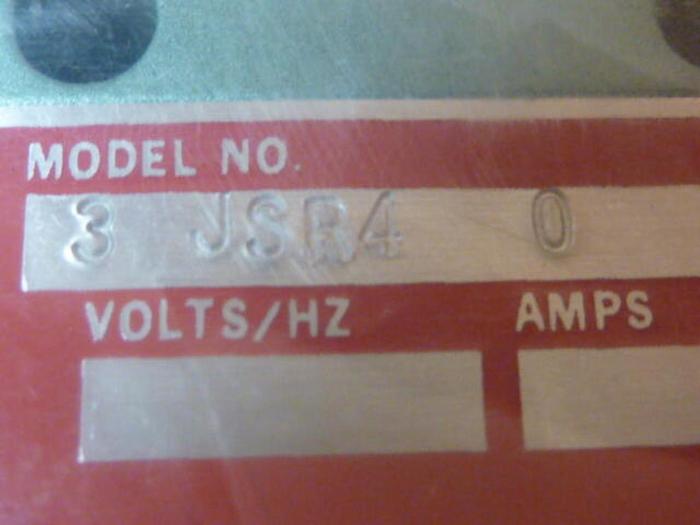 MODEL NO.
3 JSR4 0
VOLTS/HZ
AMPS